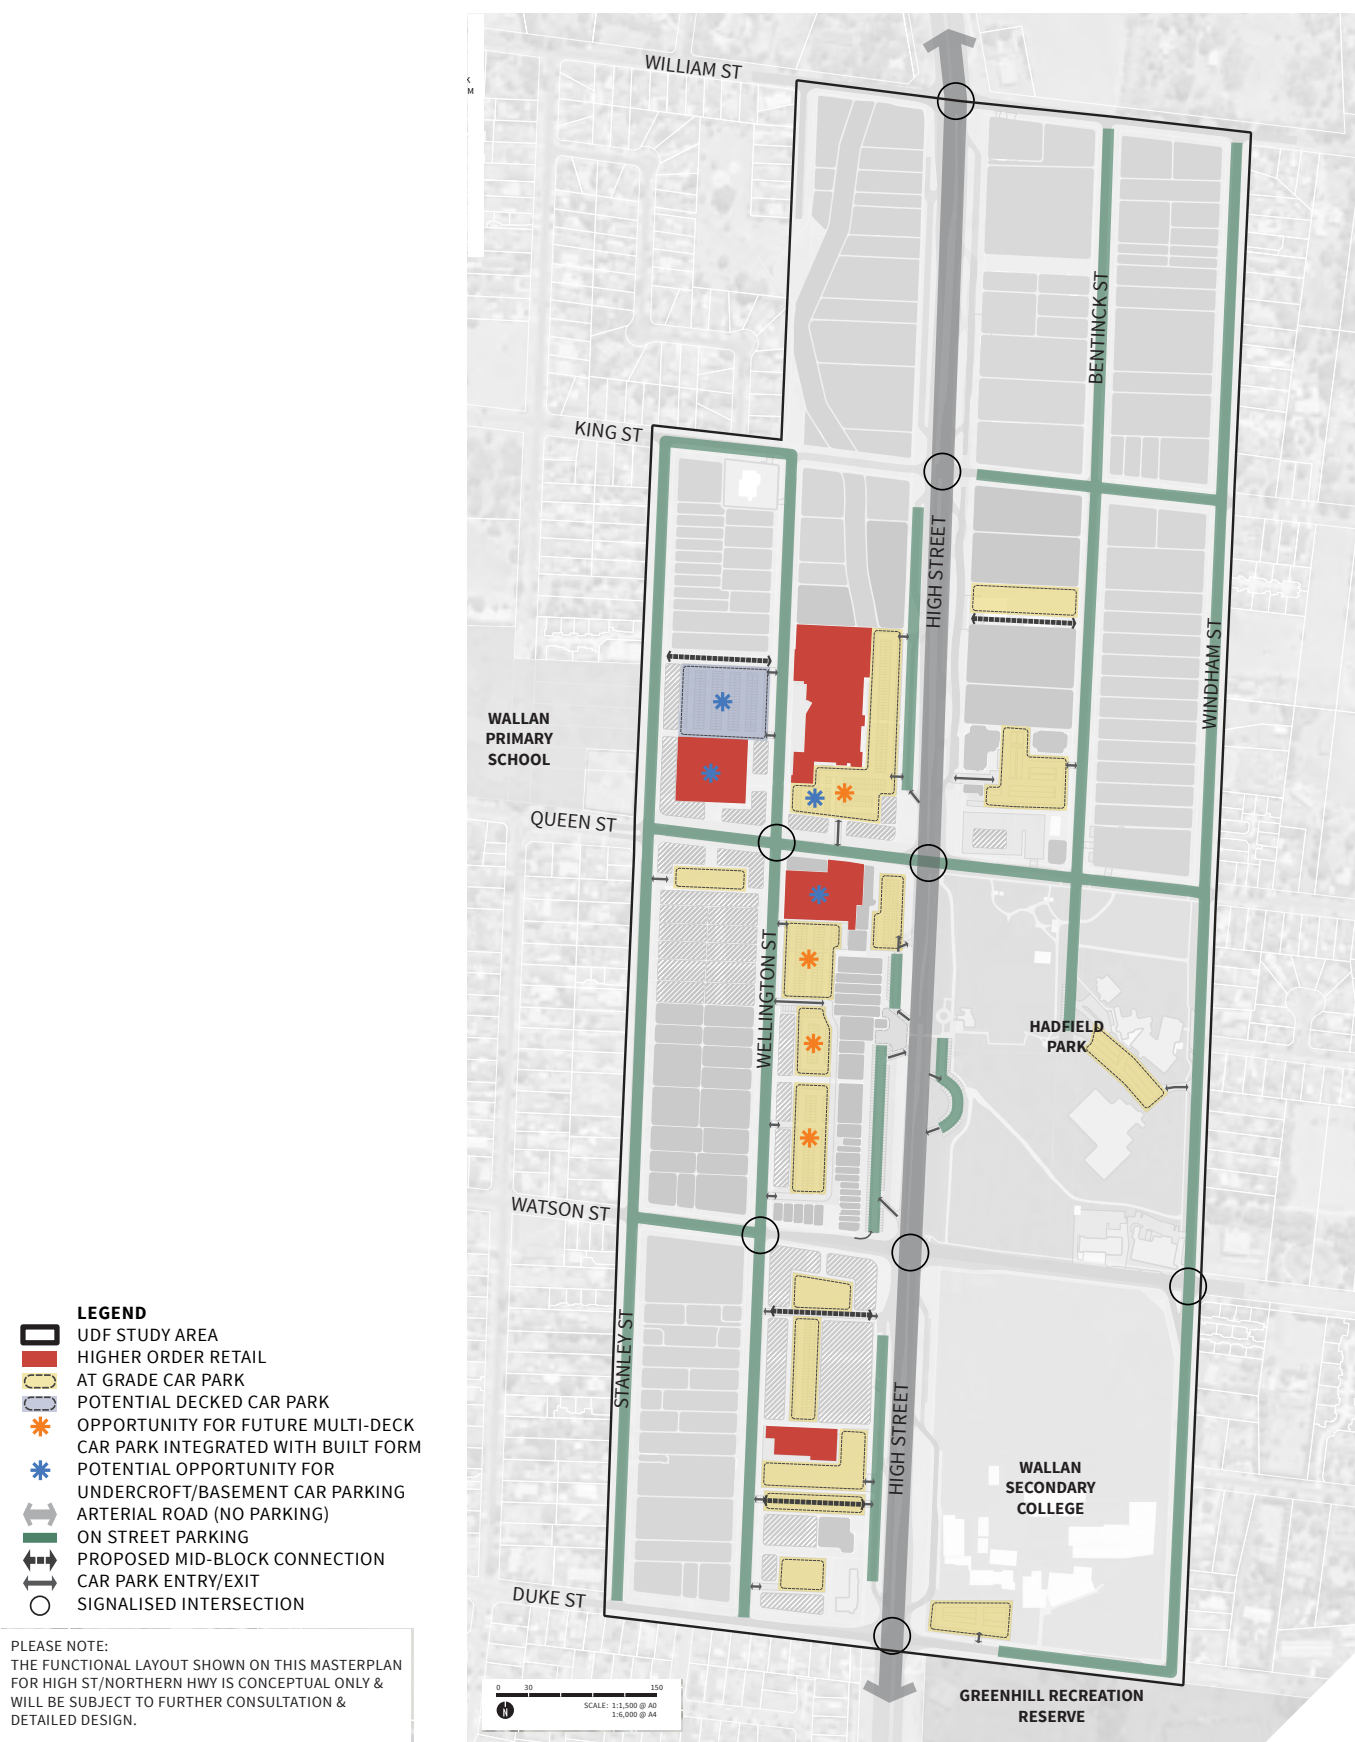 WILLIAM ST
K
M
BENTINCK ST
KING ST
HIGH STREET
WINDHAM ST
WALLAN
PRIMARY
SCHOOL
QUEEN ST
WELLINGTON ST
HADFIELD
PARK
WATSON ST
STANLEY ST
HIGH STREET
WALLAN
SECONDARY
COLLEGE
DUKE ST
GREENHILL RECREATION
RESERVE
LEGEND
UDF STUDY AREA
HIGHER ORDER RETAIL
AT GRADE CAR PARK
POTENTIAL DECKED CAR PARK
OPPORTUNITY FOR FUTURE MULTI-DECK
CAR PARK INTEGRATED WITH BUILT FORM
POTENTIAL OPPORTUNITY FOR
UNDERCROFT/BASEMENT CAR PARKING
ARTERIAL ROAD (NO PARKING)
ON STREET PARKING
PROPOSED MID-BLOCK CONNECTION
CAR PARK ENTRY/EXIT
SIGNALISED INTERSECTION
PLEASE NOTE:
THE FUNCTIONAL LAYOUT SHOWN ON THIS MASTERPLAN
FOR HIGH ST/NORTHERN HWY IS CONCEPTUAL ONLY &
WILL BE SUBJECT TO FURTHER CONSULTATION &
DETAILED DESIGN.
0 30 150
N
SCALE: 1:1,500 @ A0
1:6,000 @ A4